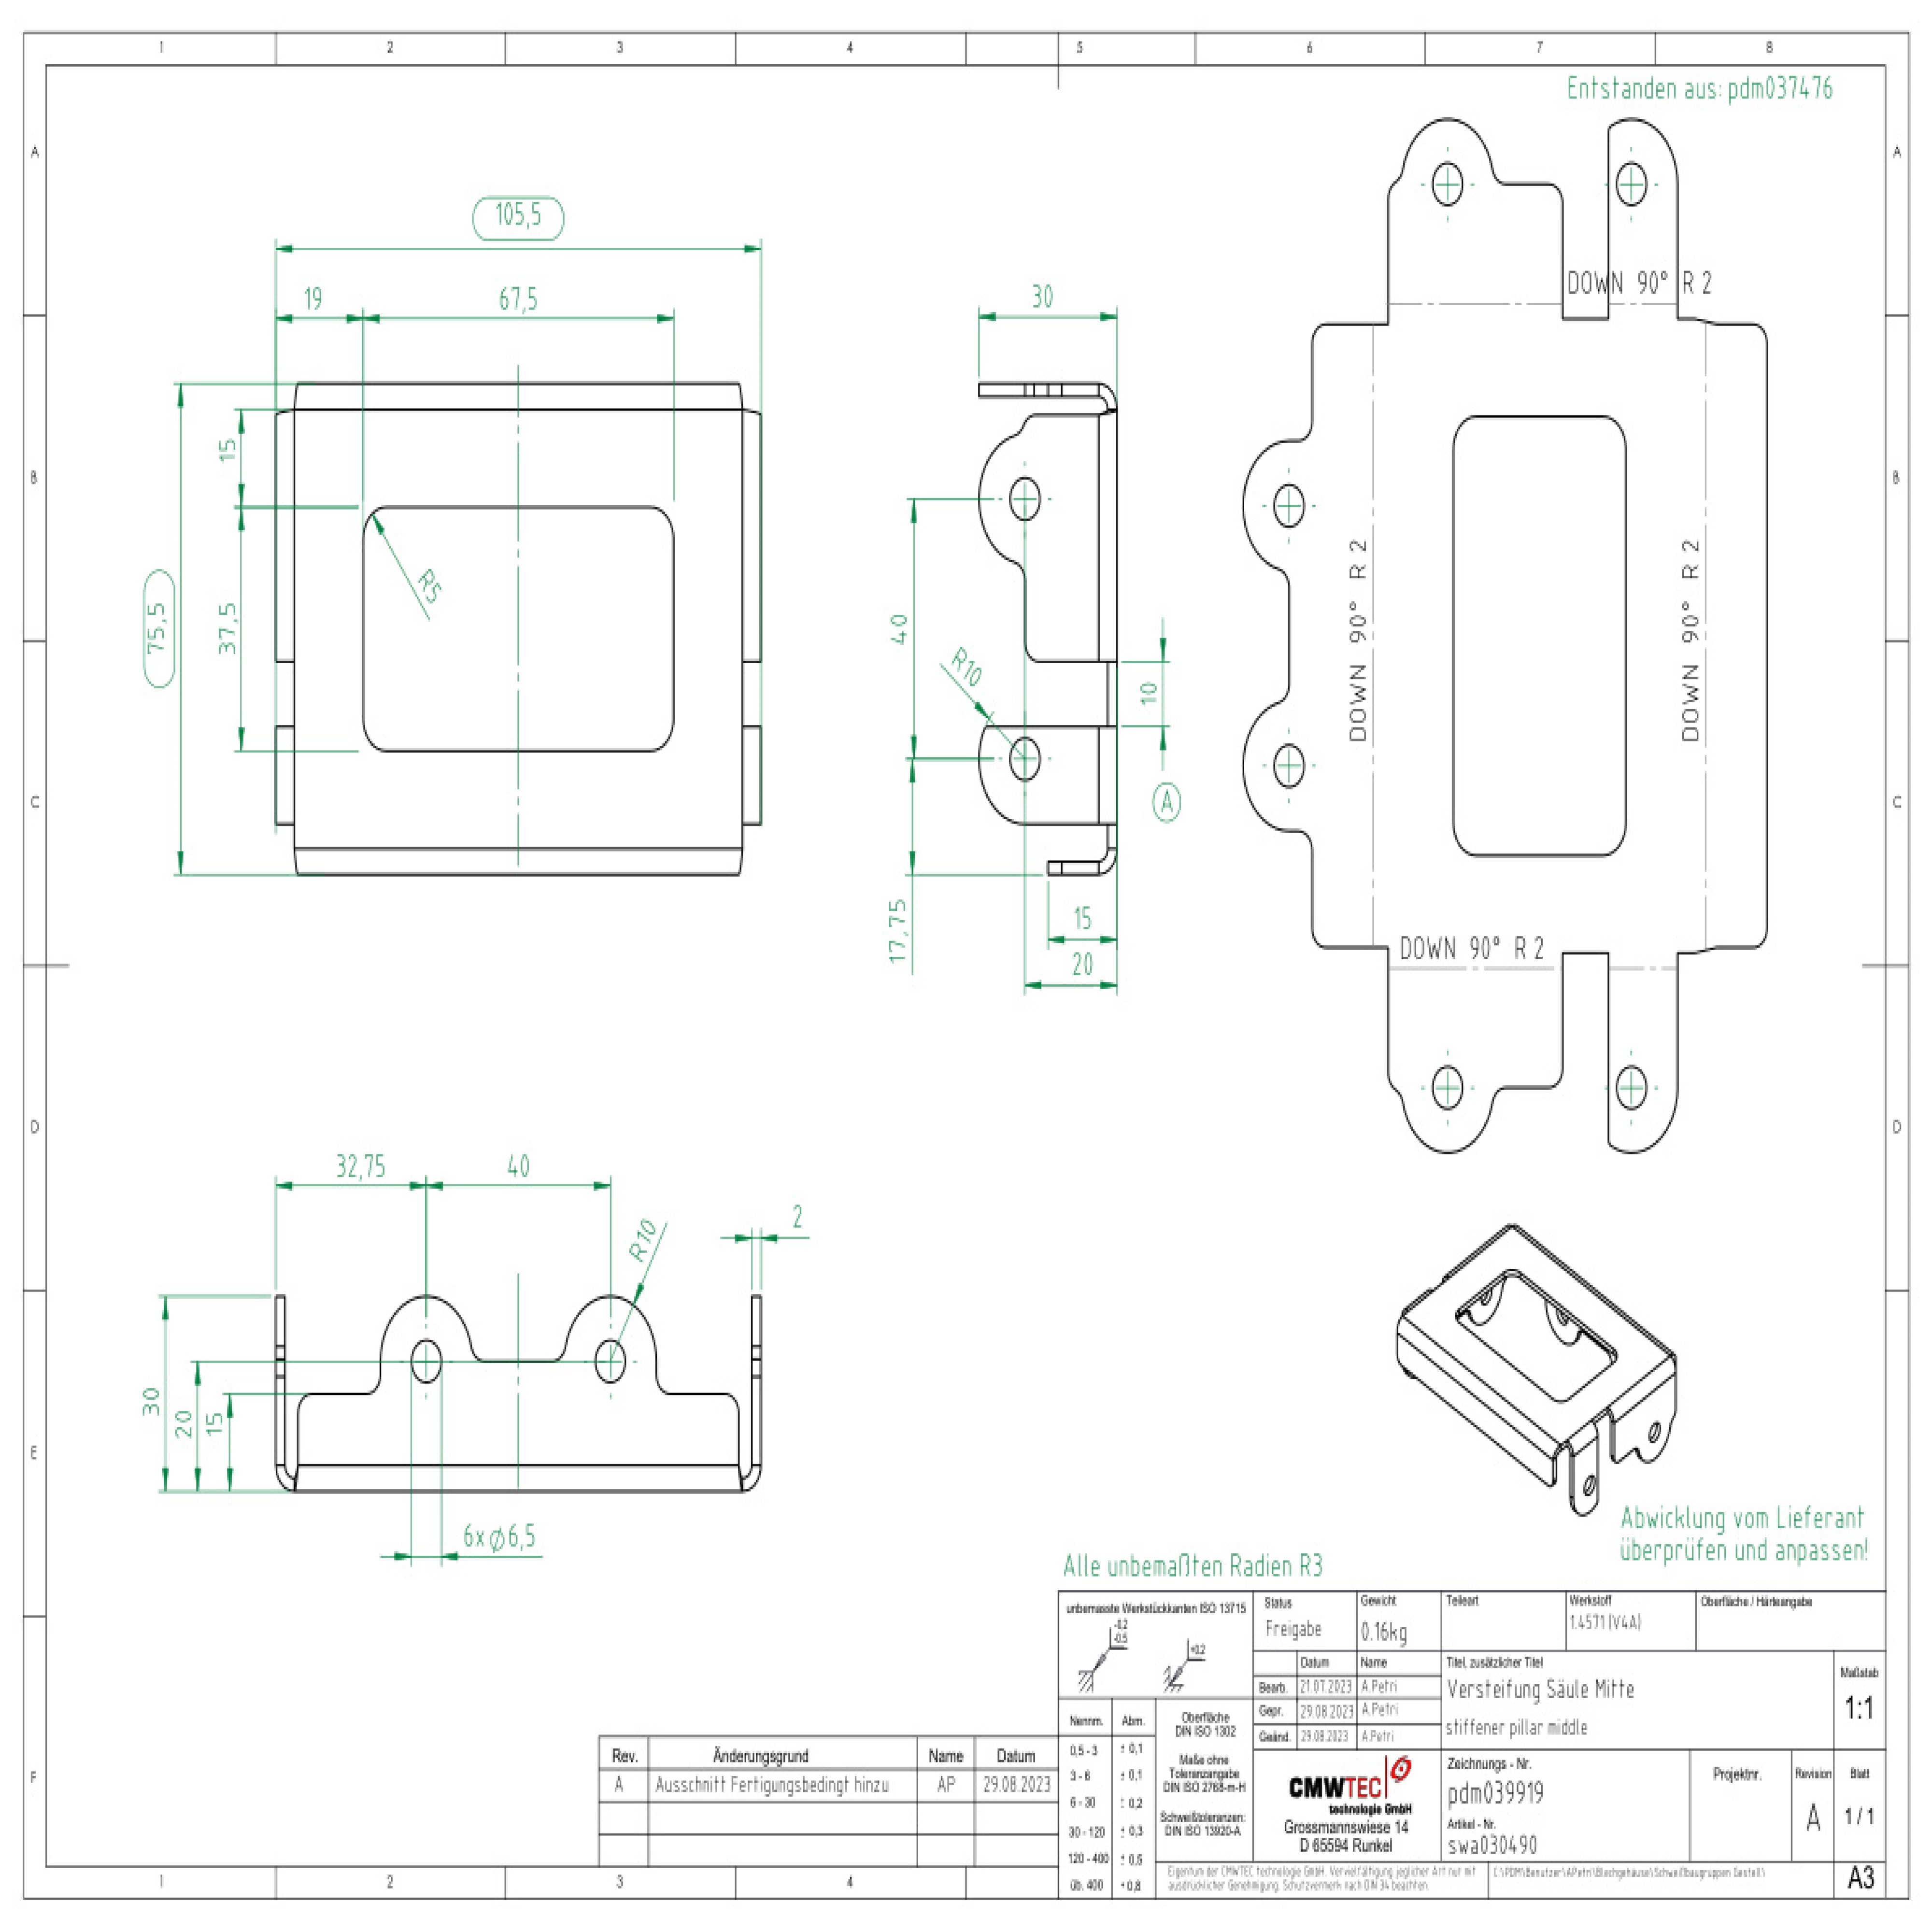 1 2 3 4 5 6 7 8
Entstanden aus: pdm037476
A
A
105,5
19
67,5
30
DOWN 90° R 2
15
B
B
R5
75,5
37,5
40
R10
10
DOWN 90° R 2
DOWN 90° R 2
A
C
C
17,75
15
20
DOWN 90° R 2
D
D
32,75
40
R10
2
30
20
15
E
E
6x ⌀6,5
Abwicklung vom Lieferant
überprüfen und anpassen!
Alle unbemaßten Radien R3
unbemasste Werkstückkanten ISO 13715
-0.2
-0.5
+0.2
Status
Freigabe
Gewicht
0.16kg
Teileart
Werkstoff
1.4571 (V4A)
Oberfläche / Härteangabe
Datum Name
Bearb. 21.07.2023 A.Petri
Gepr. 29.08.2023 A.Petri
Geänd. 29.08.2023 A.Petri
Titel, zusätzlicher Titel
Versteifung Säule Mitte
stiffener pillar middle
Maßstab
1:1
Nennm. Abm.
0,5 - 3 ± 0,1
3 - 6 ± 0,1
6 - 30 ± 0,2
30 - 120 ± 0,3
120 - 400 ± 0,5
üb. 400 ± 0,8
Oberfläche
DIN ISO 1302
Maße ohne
Toleranzangabe
DIN ISO 2768-m-H
Schweißtoleranzen:
DIN ISO 13920-A
CMWTEC
technologie GmbH
Grossmannswiese 14
D 65594 Runkel
Zeichnungs - Nr.
pdm039919
Artikel - Nr.
swa030490
Projektnr.
Revision
A
Blatt
1 / 1
Rev. Änderungsgrund Name Datum
A Ausschnitt Fertigungsbedingt hinzu AP 29.08.2023
F
Eigentum der CMWTEC technologie GmbH. Vervielfältigung jeglicher Art nur mit
ausdrücklicher Genehmigung. Schutzvermerk nach DIN 34 beachten.
C:\PDM\Benutzer\APetri\Blechgehäuse\Schweißbaugruppen Gestell\
A3
1 2 3 4